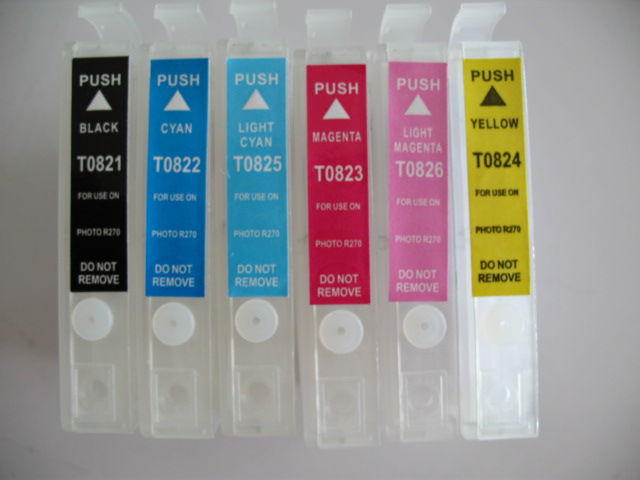 PUSH
BLACK
T0821
FOR USE ON
PHOTO R270
DO NOT
REMOVE
PUSH
CYAN
T0822
FOR USE ON
PHOTO R270
DO NOT
REMOVE
PUSH
LIGHT
CYAN
T0825
FOR USE ON
PHOTO R270
DO NOT
REMOVE
PUSH
MAGENTA
T0823
FOR USE ON
PHOTO R270
DO NOT
REMOVE
PUSH
LIGHT
MAGENTA
T0826
FOR USE ON
PHOTO R270
DO NOT
REMOVE
PUSH
YELLOW
T0824
FOR USE ON
PHOTO R270
DO NOT
REMOVE